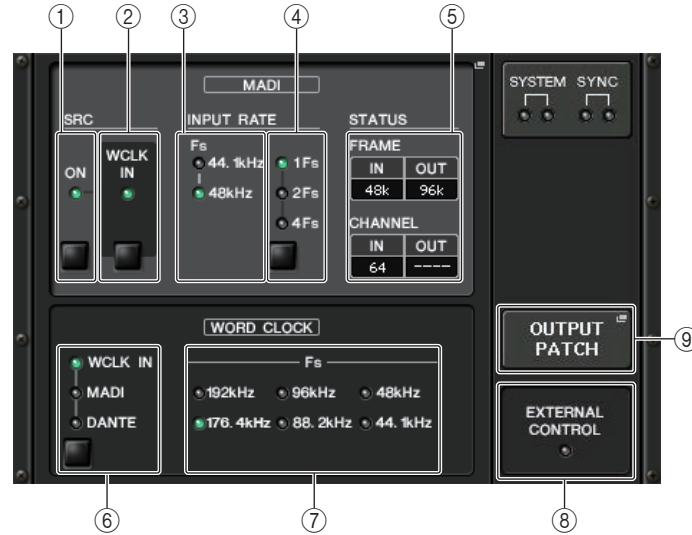 ① ② ③ ④ ⑤
MADI
SYSTEM SYNC
SRC
INPUT RATE
STATUS
ON
WCLK
IN
Fs
44.1kHz
48kHz
1Fs
2Fs
4Fs
FRAME
IN OUT
48k 96k
CHANNEL
IN OUT
64 ----
WORD CLOCK
WCLK IN
MADI
DANTE
Fs
192kHz 96kHz 48kHz
176.4kHz 88.2kHz 44.1kHz
OUTPUT
PATCH
⑨
EXTERNAL
CONTROL
⑥ ⑦ ⑧